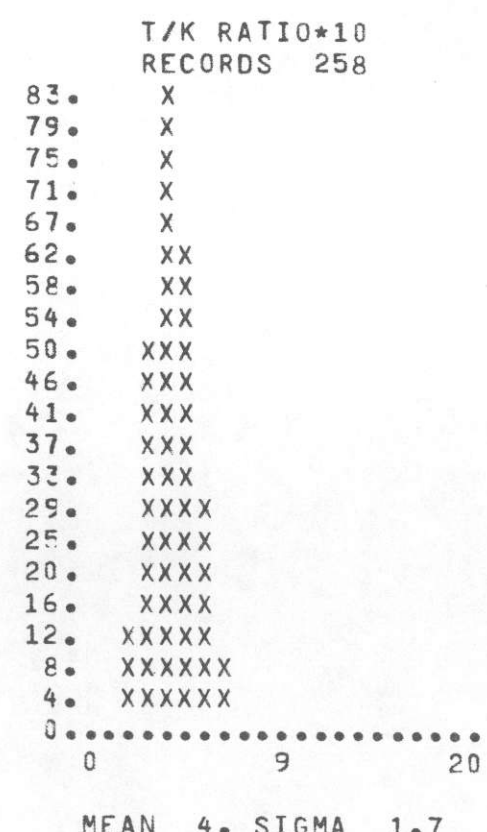 T/K RATIO*10
RECORDS 258
83. X
79. X
75. X
71. X
67. X
62. XX
58. XX
54. XX
50. XXX
46. XXX
41. XXX
37. XXX
33. XXX
29. XXXX
25. XXXX
20. XXXX
16. XXXX
12. XXXXX
8. XXXXXX
4. XXXXXX
0......................
0 9 20
MEAN 4. SIGMA 1.7